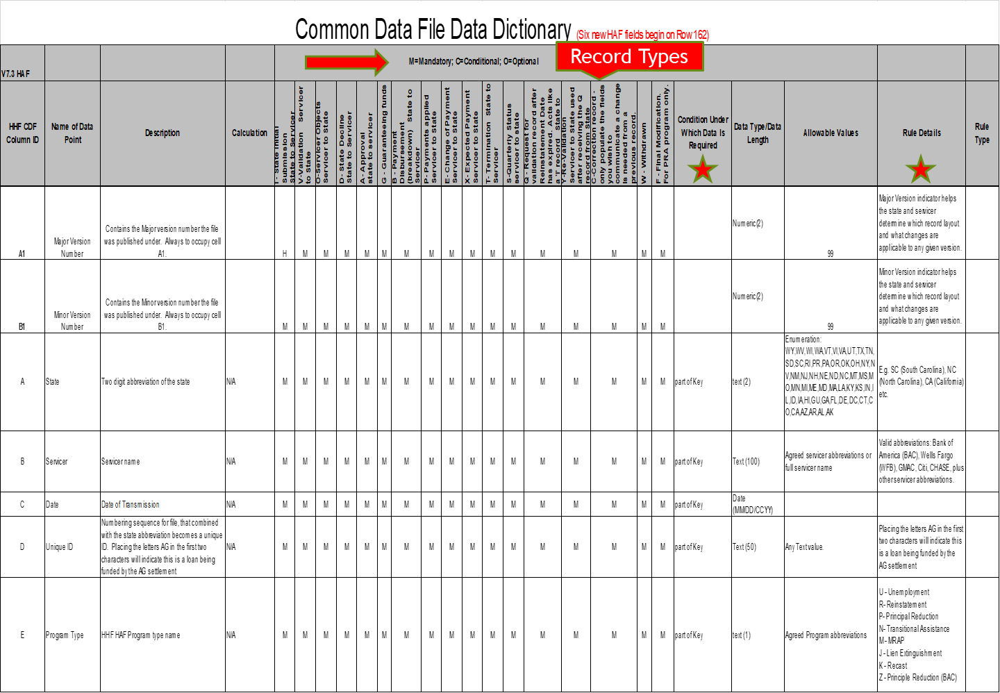 Common Data File Data Dictionary (Six new HAF fields begin on Row 162)
V7.3 HAF
M=Mandatory; C=Conditional; O=Optional
Record Types
HHF CDF
Column ID
Name of Data
Point
Description
Calculation
I - State Initial
submission
State to Servicer
V-Validation Servicer
to State
O-Servicer Objects
Servicer to State
D- State Decline
State to Servicer
A- Approval
state to servicer
G - Guaranteeing funds
B - Payment
Disbursement
(breakdown) State to
Servicer
P- Payments applied
Servicer to State
E- Change of Payment
Servicer to State
X- Expected Payment
Servicer to State
T- Termination State to
Servicer
S-Quarterly Status
servicer to state
Q - Request for
validation record after
Reinstatement Date
has expired. Acts like
a 'I' record State to
Y-Re-Validation
Servicer to State used
after receiving the Q
record from State
C-Correction record -
only populate the fields
you wish to
communicate a change
is needed from a
previous record.
W - Withdrawn
F - Final Modification.
For PRA program only.
Condition Under
Which Data Is
Required
Data Type/Data
Length
Allowable Values
Rule Details
Rule
Type
A1
Major Version
Number
Contains the Major version number the file
was published under. Always to occupy cell
A1.
H M M M M M M M M M M M M M M M M
Numeric(2)
99
Major Version indicator helps
the state and servicer
determine which record layout
and what changes are
applicable to any given version.
B1
Minor Version
Number
Contains the Minor version number the file
was published under. Always to occupy cell
B1.
M M M M M M M M M M M M M M M M M
Numeric(2)
99
Minor Version indicator helps
the state and servicer
determine which record layout
and what changes are
applicable to any given version.
A
State
Two digit abbreviation of the state
N/A
M M M M M M M M M M M M M M M M M
part of Key
text (2)
Enumeration:
WY,WV,WI,WA,VT,VI,VA,UT,TX,TN,
SD,SC,RI,PR,PA,OR,OK,OH,NY,N
V,NM,NJ,NH,NE,ND,NC,MT,MS,M
O,MN,MI,ME,MD,MA,LA,KY,KS,IN,I
L,ID,IA,HI,GU,GA,FL,DE,DC,CT,C
O,CA,AZ,AR,AL,AK
E.g. SC (South Carolina), NC
(North Carolina), CA (California)
etc.
B
Servicer
Servicer name
N/A
M M M M M M M M M M M M M M M M M
part of Key
Text (100)
Agreed servicer abbreviations or
full servicer name
Valid abbreviations: Bank of
America (BAC), Wells Fargo
(WFB), GMAC, Citi, CHASE, plus
other servicer abbreviations.
C
Date
Date of Transmission
N/A
M M M M M M M M M M M M M M M M M
part of Key
Date
(MM/DD/CCYY)
D
Unique ID
Numbering sequence for file, that combined
with the state abbreviation becomes a unique
ID. Placing the letters AG in the first two
characters will indicate this is a loan being
funded by the AG settlement
N/A
M M M M M M M M M M M M M M M M M
part of Key
Text (50)
Any Text value.
Placing the letters AG in the first
two characters will indicate this
is a loan being funded by the
AG settlement
E
Program Type
HHF HAF Program type name
N/A
M M M M M M M M M M M M M M M M M
part of Key
text (1)
Agreed Program abbreviations
U - Unemployment
R- Reinstatement
P- Principal Reduction
N- Transitional Assistance
M - MRAP
J - Lien Extinguishment
K - Recast
Z - Principle Reduction (BAC)